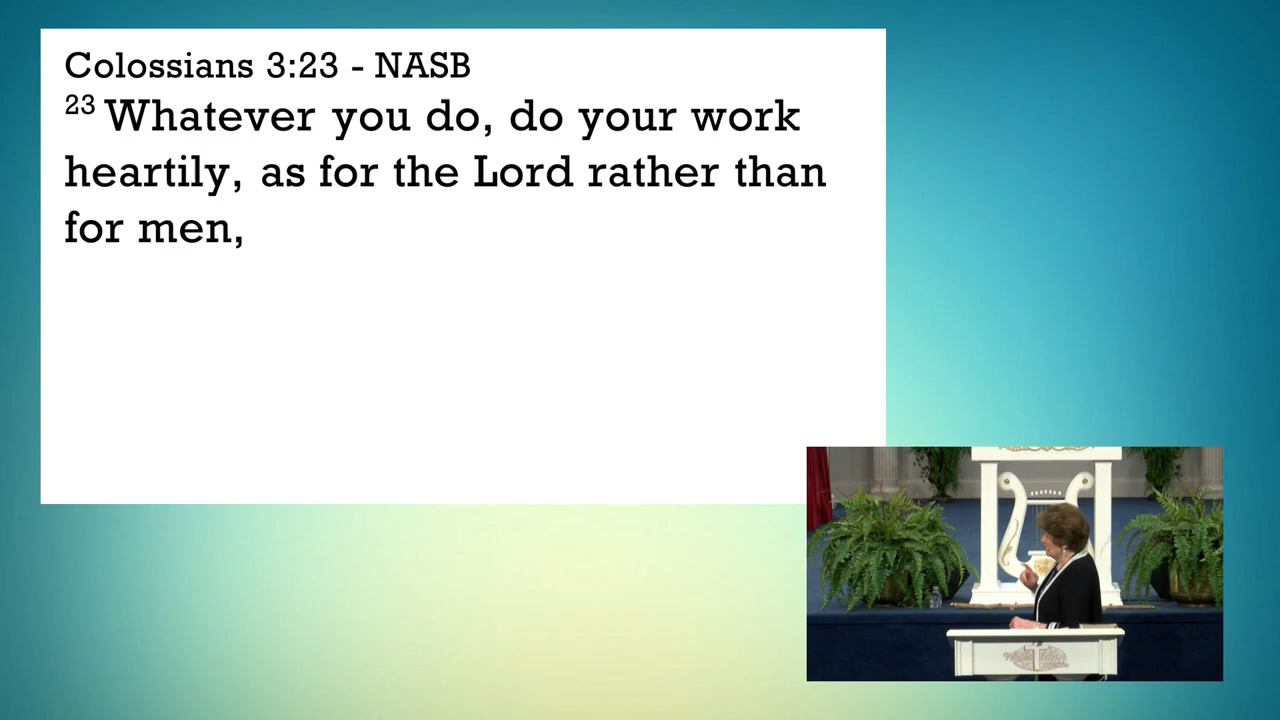 Colossians 3:23 - NASB
23 Whatever you do, do your work
heartily, as for the Lord rather than
for men,